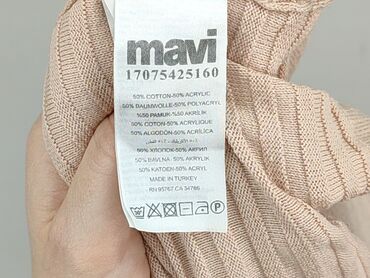 mavi
17075425160
50% COTTON-50% ACRYLIC
50% BAUMWOLLE-50% POLYACRYL
%50 PAMUK-%50 AKRİLİK
50% COTON-50% ACRYLIQUE
50% ALGODÓN-50% ACRÍLICA
50% ХЛОПОК-50% АКРИЛ
50% BAVLNA-50% AKRYLIK
50% KATOEN-50% ACRYL
MADE IN TURKEY
RN 95767 CA 34786
30°
P